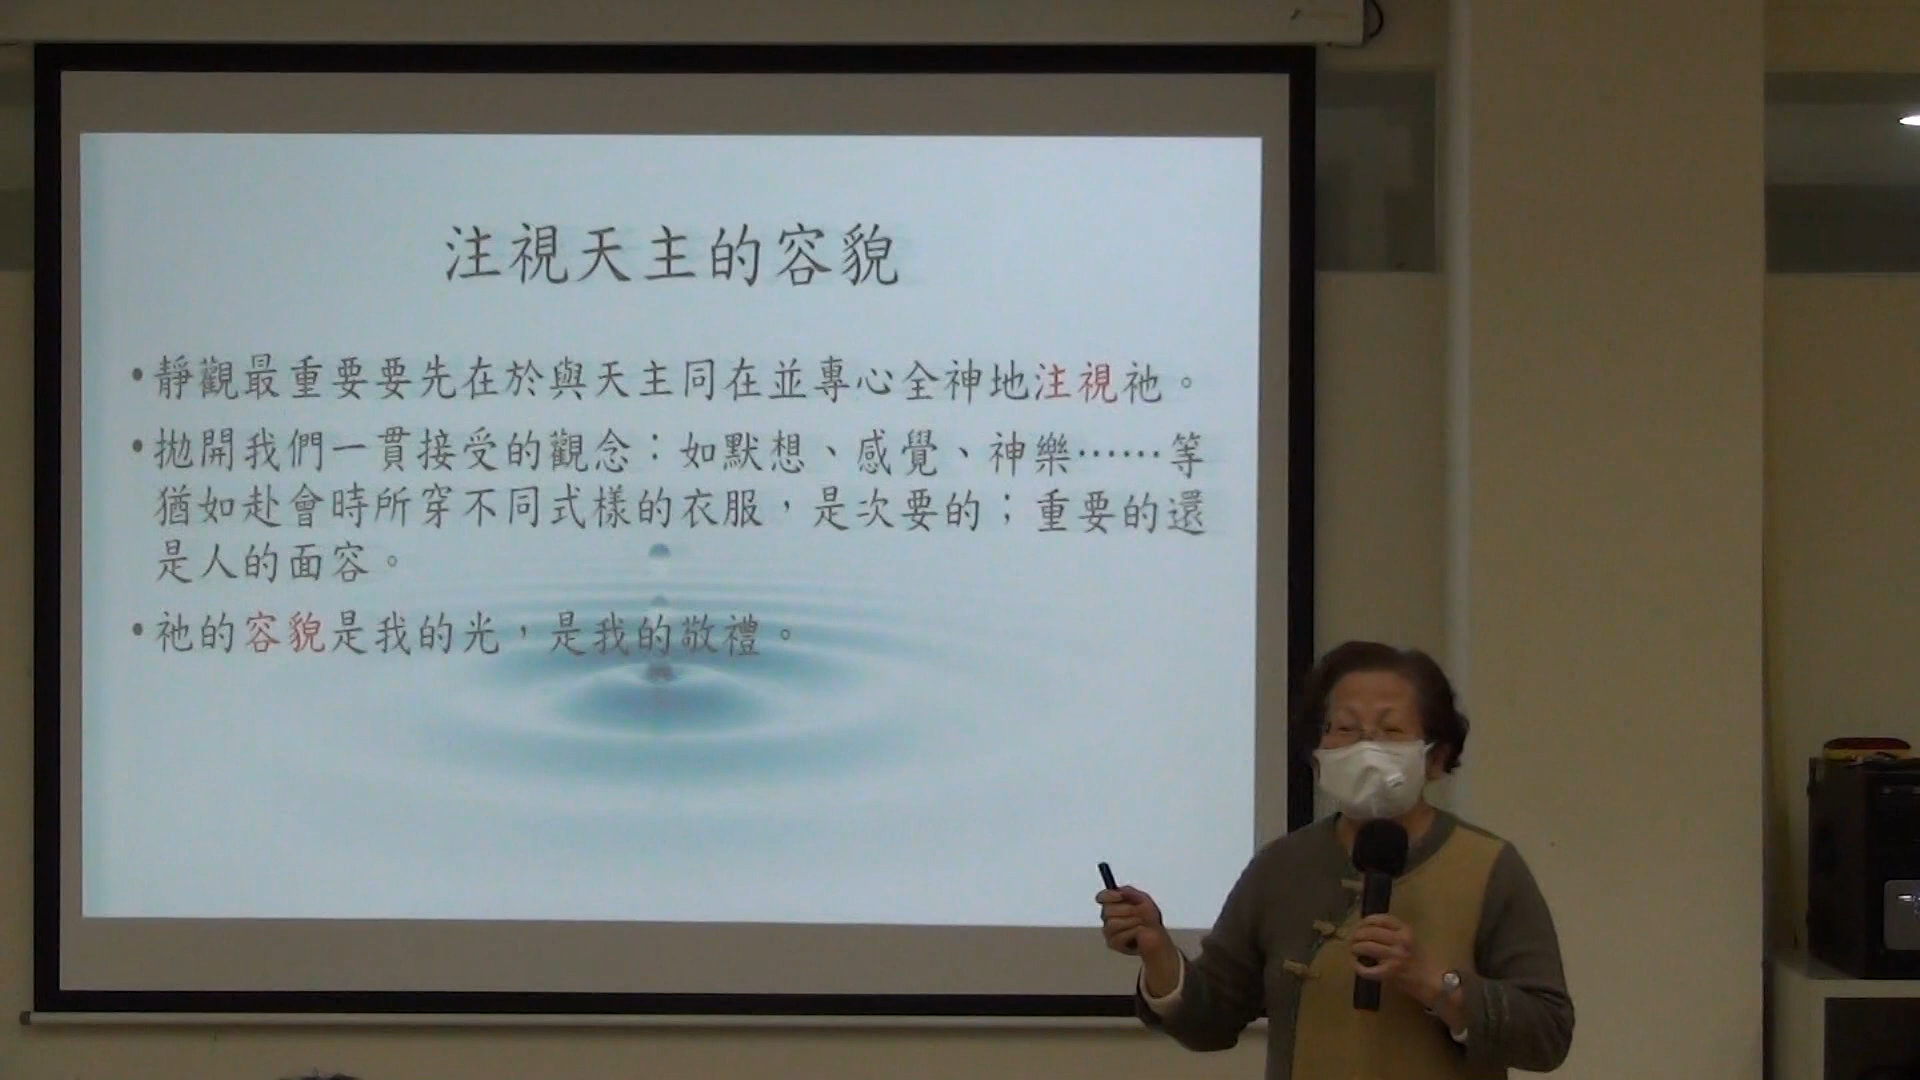 注視天主的容貌
•靜觀最重要要先在於與天主同在並專心全神地注視祂。
•拋開我們一貫接受的觀念：如默想、感覺、神樂……等
猶如赴會時所穿不同式樣的衣服，是次要的；重要的還
是人的面容。
•祂的容貌是我的光，是我的敬禮。